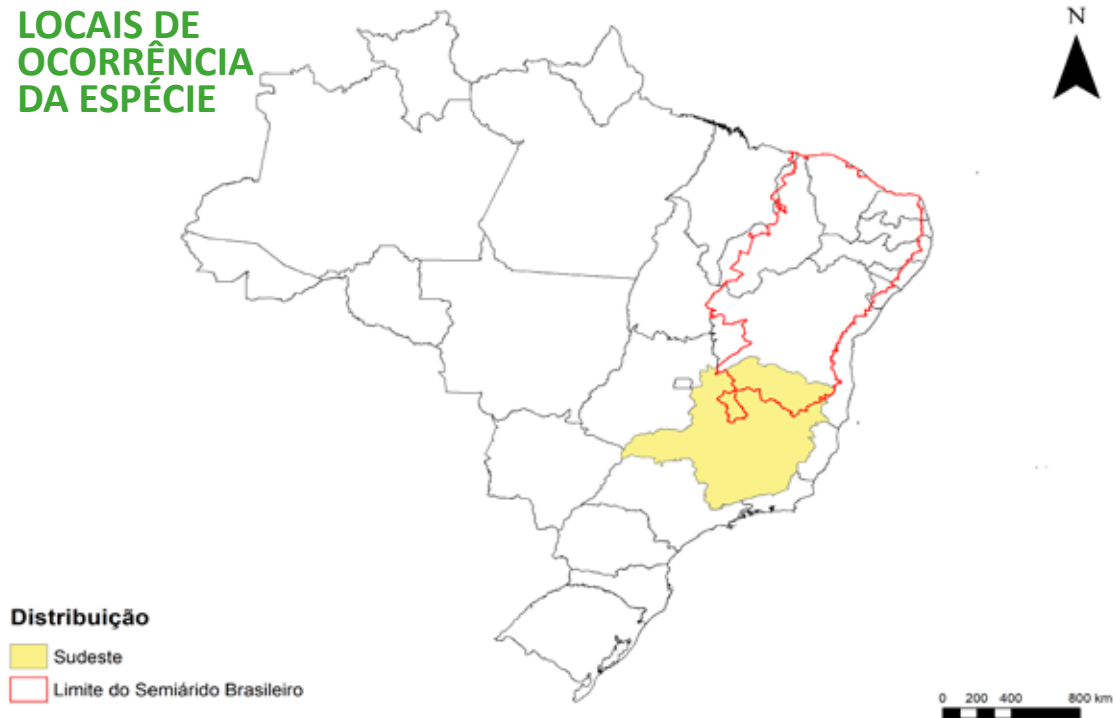 LOCAIS DE
OCORRÊNCIA
DA ESPÉCIE
N
Distribuição
Sudeste
Limite do Semiárido Brasileiro
0 200 400 800 km